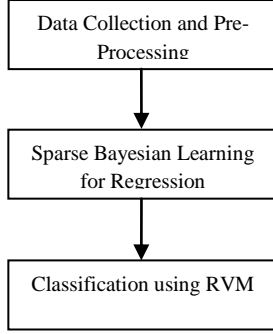 Data Collection and Pre-
Processing
Sparse Bayesian Learning
for Regression
Classification using RVM